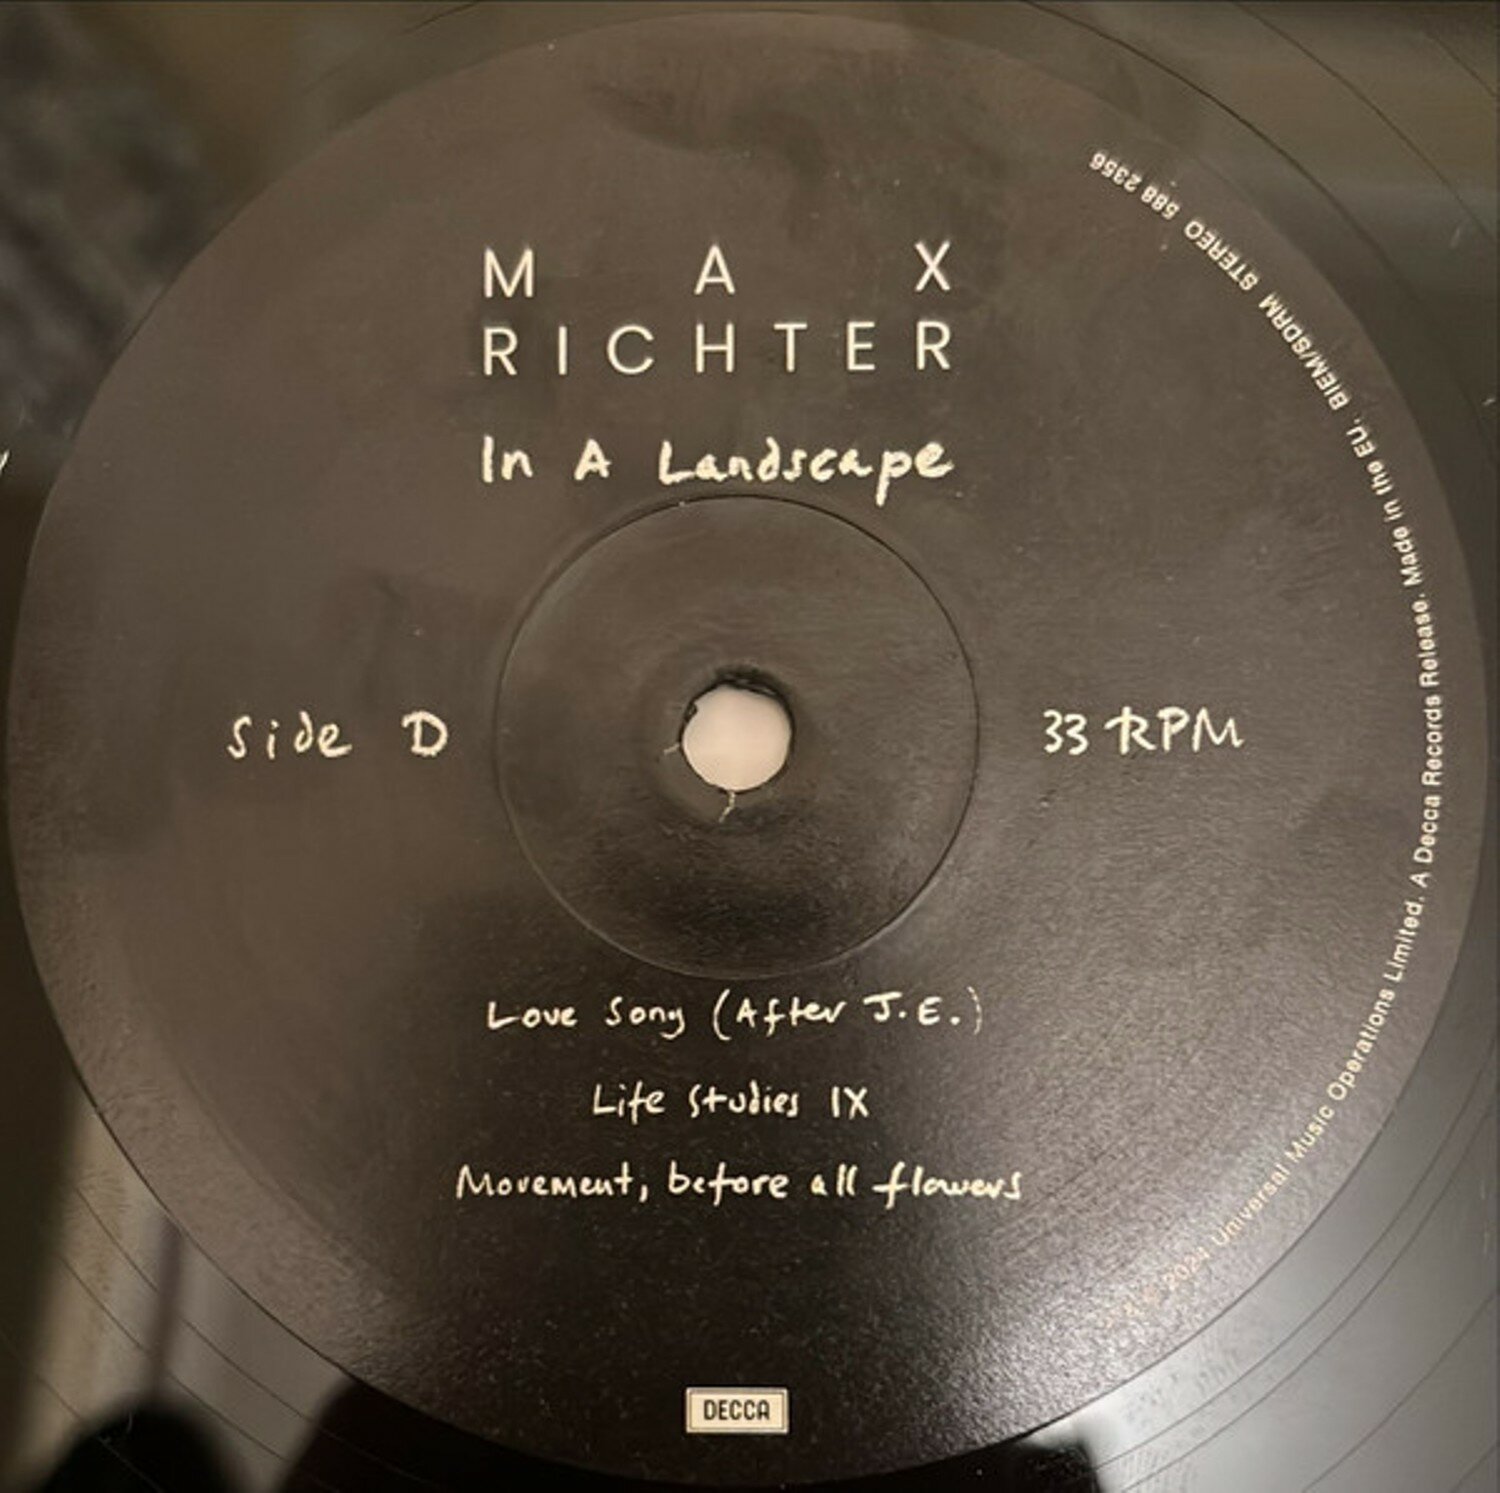 MAX
RICHTER
In A Landscape
Side D
33 RPM
Love Song (After J.E.)
Life Studies IX
Movement, before all flowers
DECCA
© 2024 Universal Music Operations Limited. A Decca Records Release. Made in the EU. BIEM/SDRM STEREO 588 2356